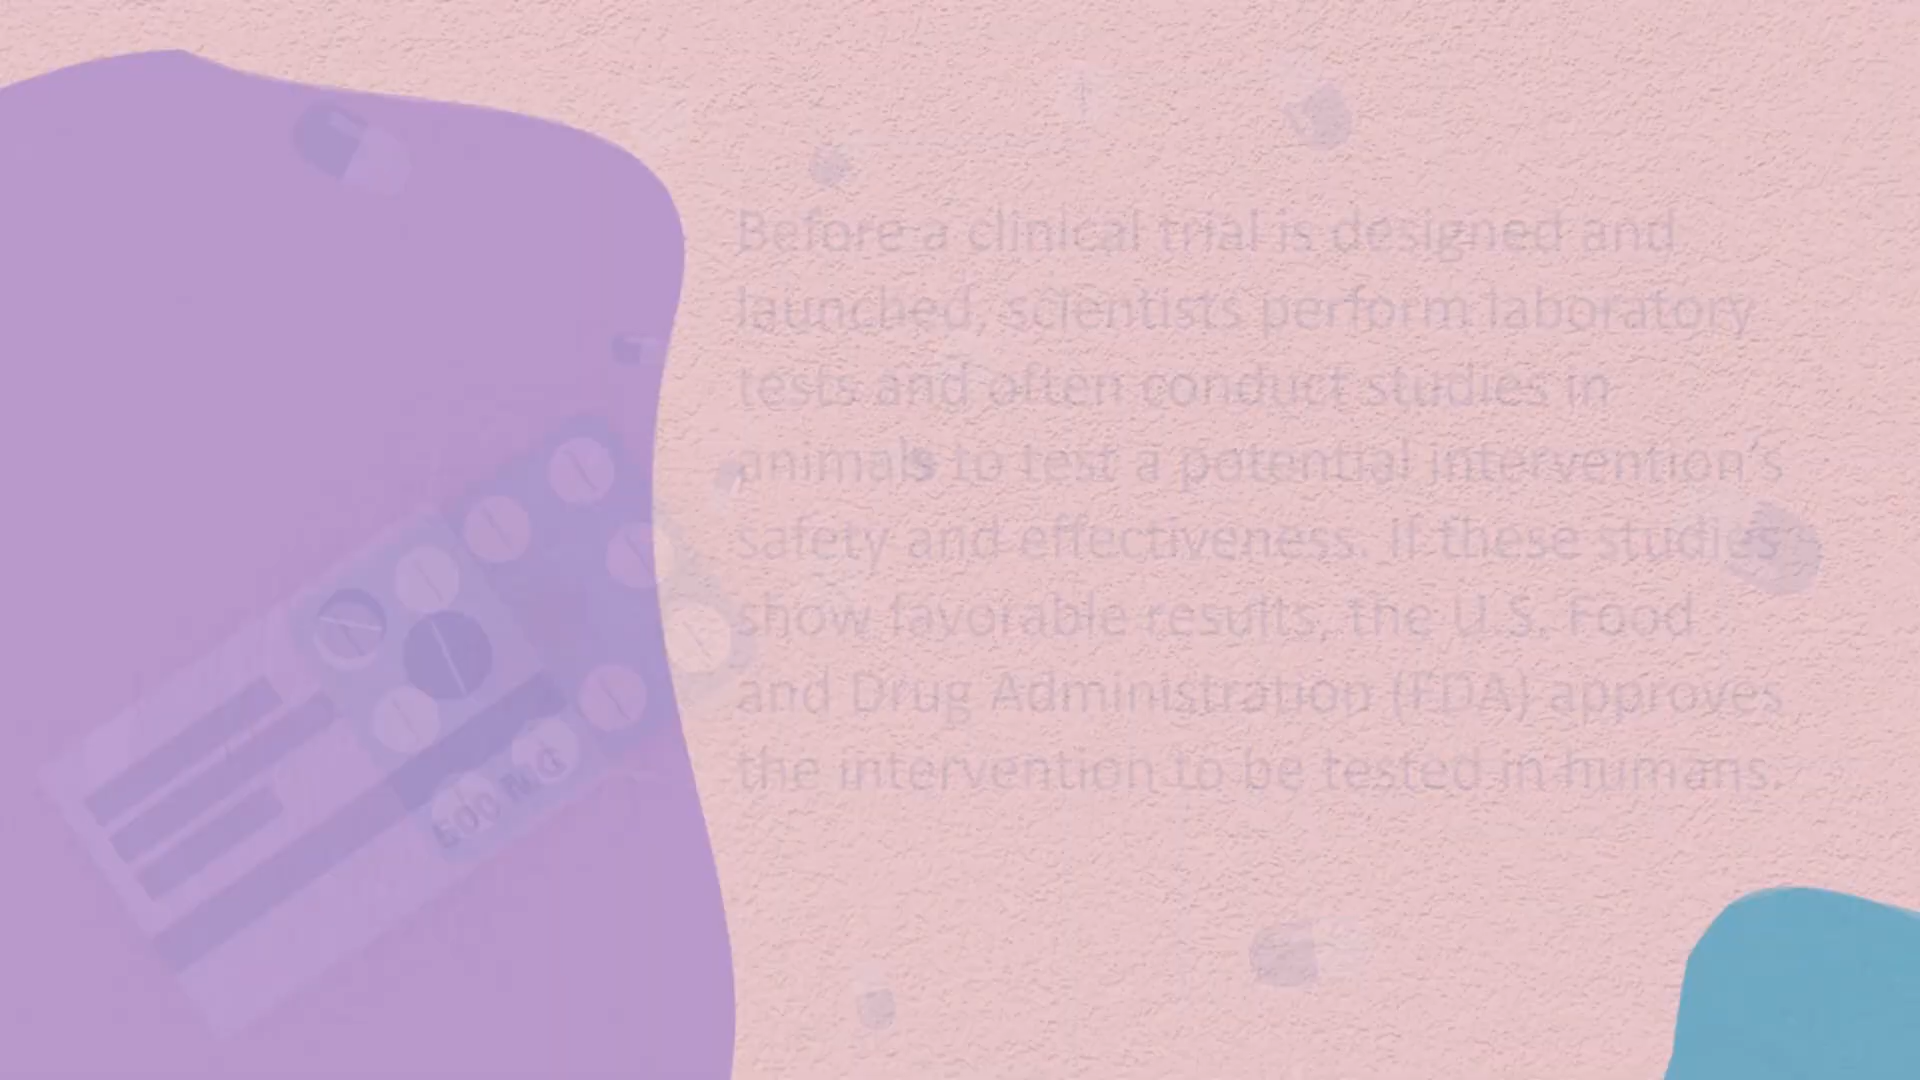 Before a clinical trial is designed and
launched, scientists perform laboratory
tests and often conduct studies in
animals to test a potential intervention's
safety and effectiveness. If these studies
show favorable results, the U.S. Food
and Drug Administration (FDA) approves
the intervention to be tested in humans.